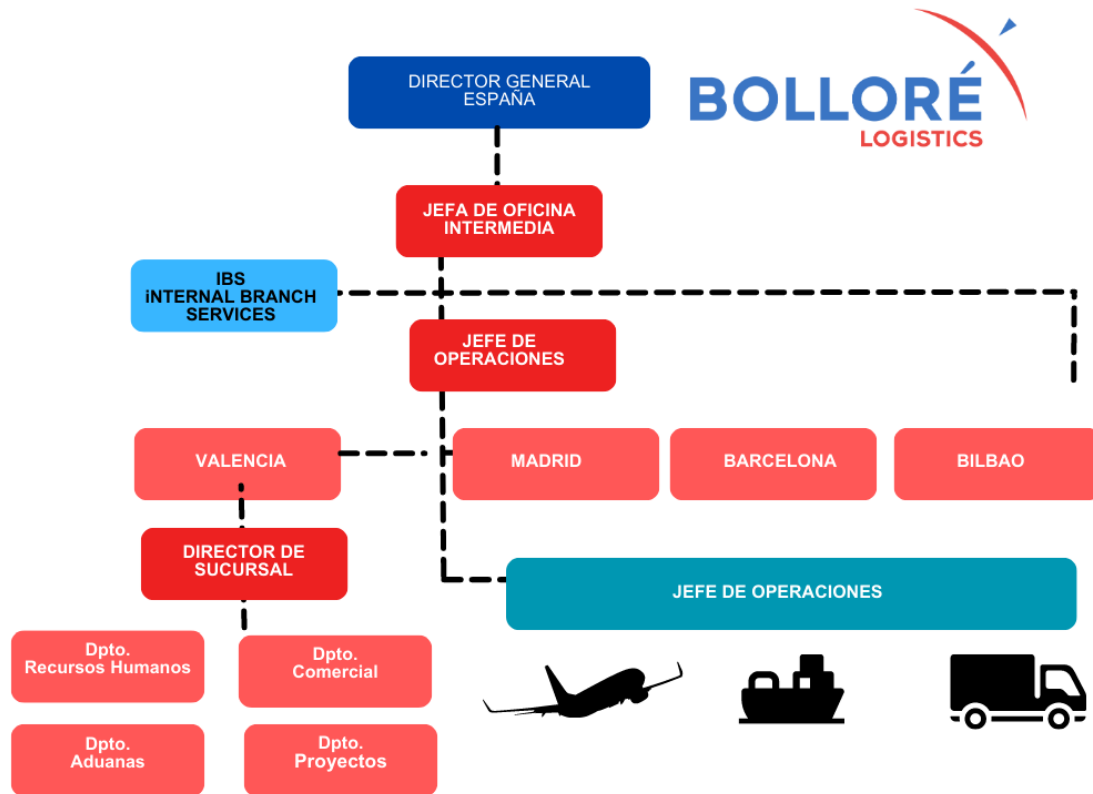 DIRECTOR GENERAL
ESPAÑA
BOLLORÉ
LOGISTICS
JEFA DE OFICINA
INTERMEDIA
IBS
iNTERNAL BRANCH
SERVICES
JEFE DE
OPERACIONES
VALENCIA
MADRID
BARCELONA
BILBAO
DIRECTOR DE
SUCURSAL
JEFE DE OPERACIONES
Dpto.
Recursos Humanos
Dpto.
Comercial
Dpto.
Aduanas
Dpto.
Proyectos